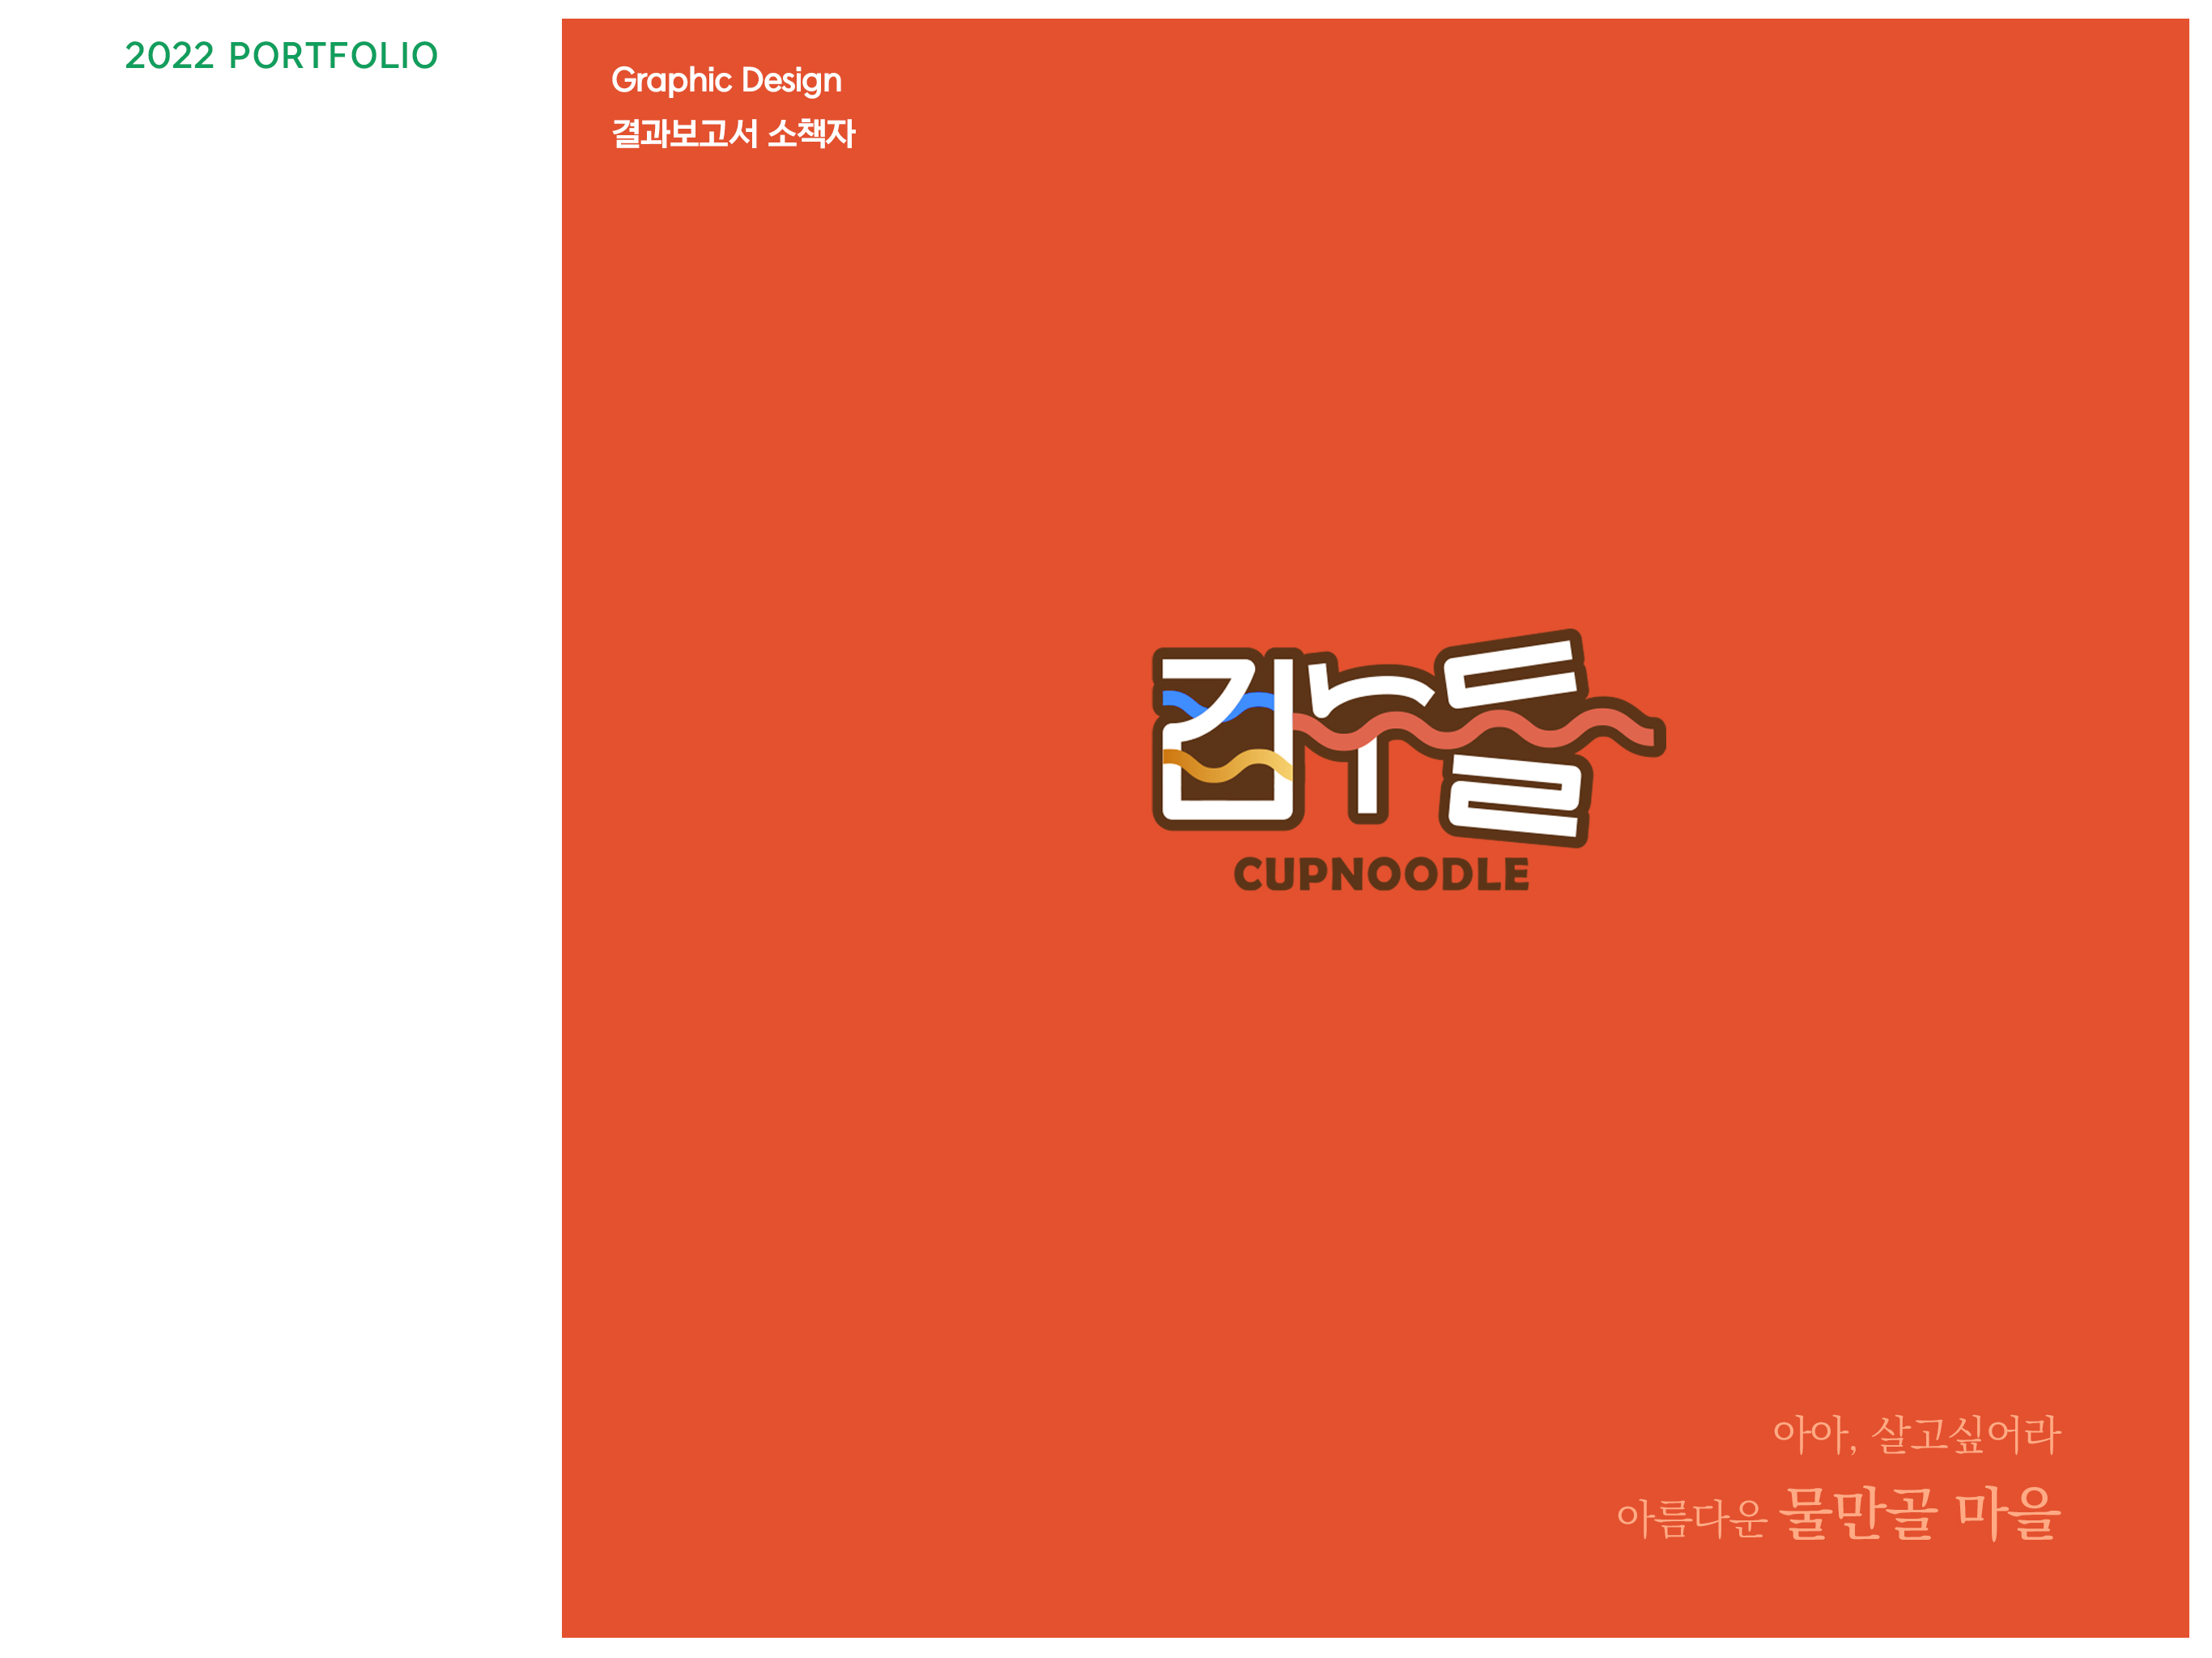 2022 PORTFOLIO
Graphic Design
결과보고서 소책자
컵누들
CUPNOODLE
아아, 살고싶어라
아름다운 물만골 마을